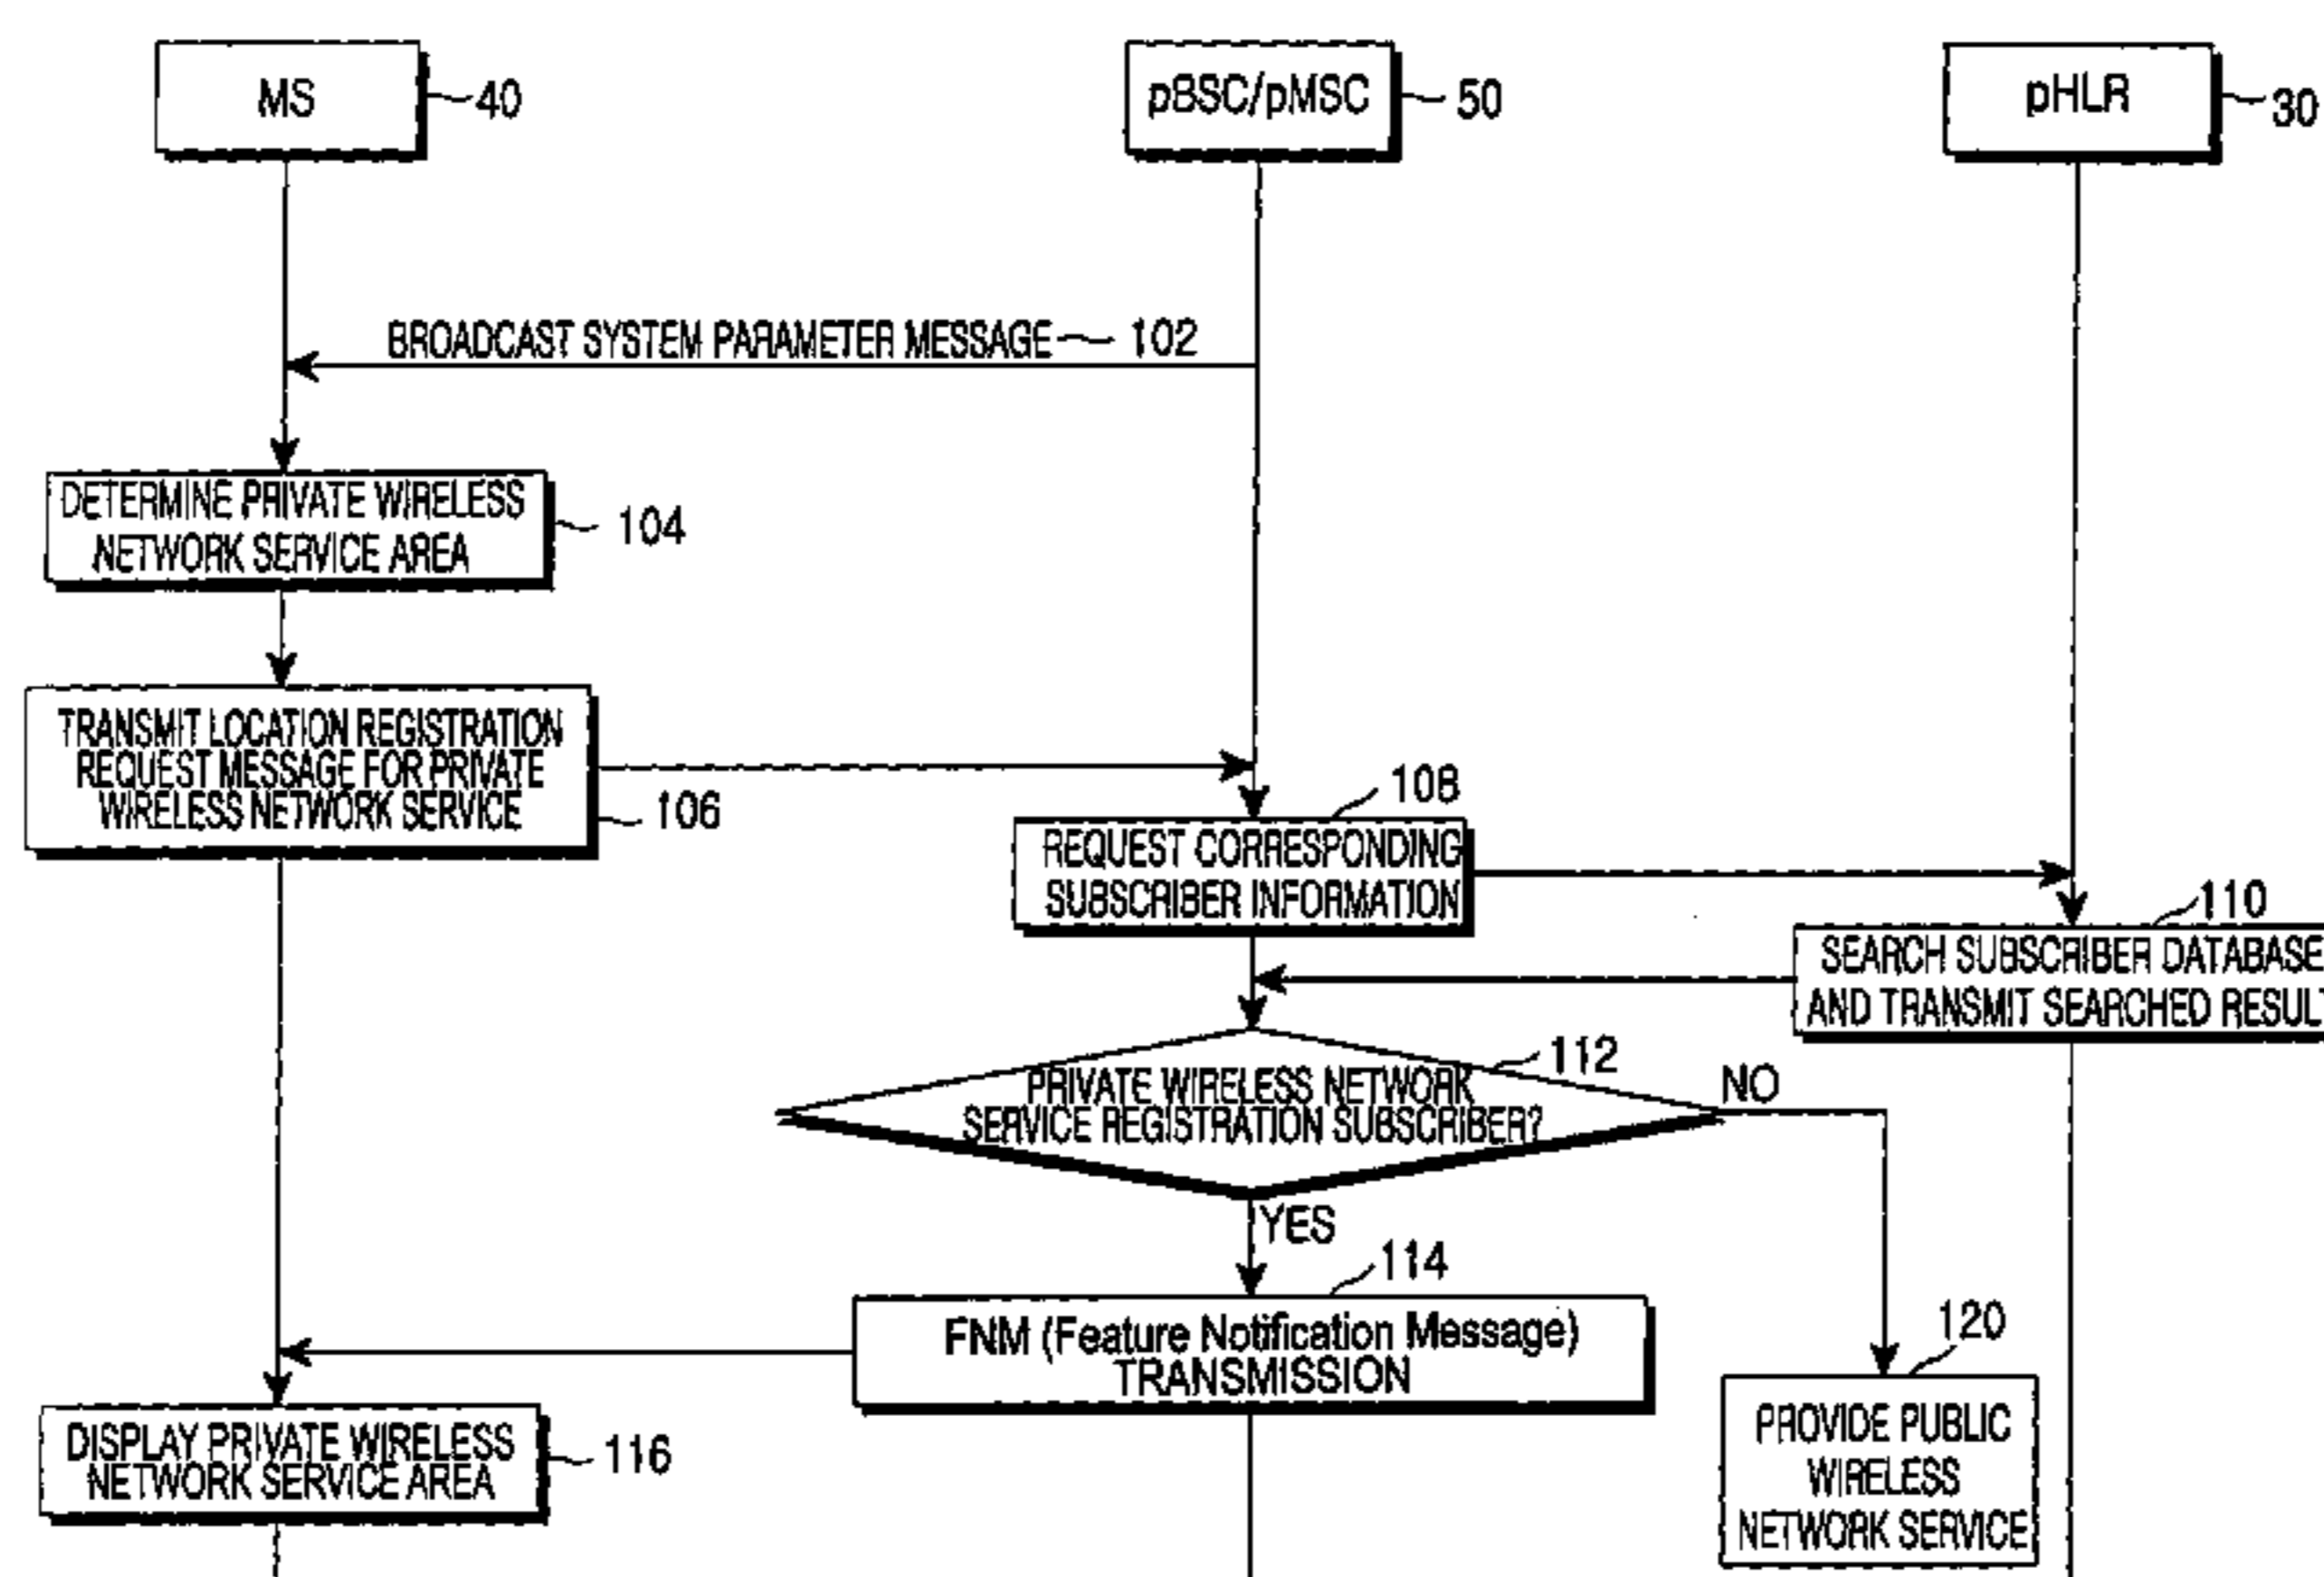 MS
40
pBSC/pMSC
50
pHLR
30
BROADCAST SYSTEM PARAMETER MESSAGE
102
DETERMINE PRIVATE WIRELESS
NETWORK SERVICE AREA
104
TRANSMIT LOCATION REGISTRATION
REQUEST MESSAGE FOR PRIVATE
WIRELESS NETWORK SERVICE
106
108
REQUEST CORRESPONDING
SUBSCRIBER INFORMATION
110
SEARCH SUBSCRIBER DATABASE
AND TRANSMIT SEARCHED RESULT
112
PRIVATE WIRELESS NETWORK
SERVICE REGISTRATION SUBSCRIBER?
NO
YES
114
FNM (Feature Notification Message)
TRANSMISSION
120
PROVIDE PUBLIC
WIRELESS
NETWORK SERVICE
DISPLAY PRIVATE WIRELESS
NETWORK SERVICE AREA
116